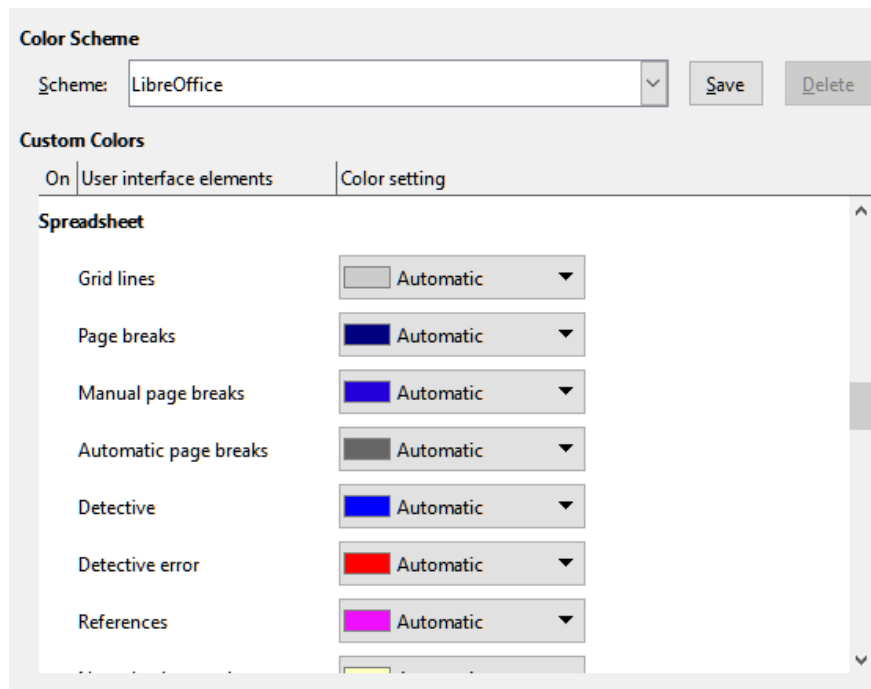 Color Scheme
Scheme: LibreOffice Save Delete
Custom Colors
On User interface elements Color setting
Spreadsheet
Grid lines Automatic
Page breaks Automatic
Manual page breaks Automatic
Automatic page breaks Automatic
Detective Automatic
Detective error Automatic
References Automatic